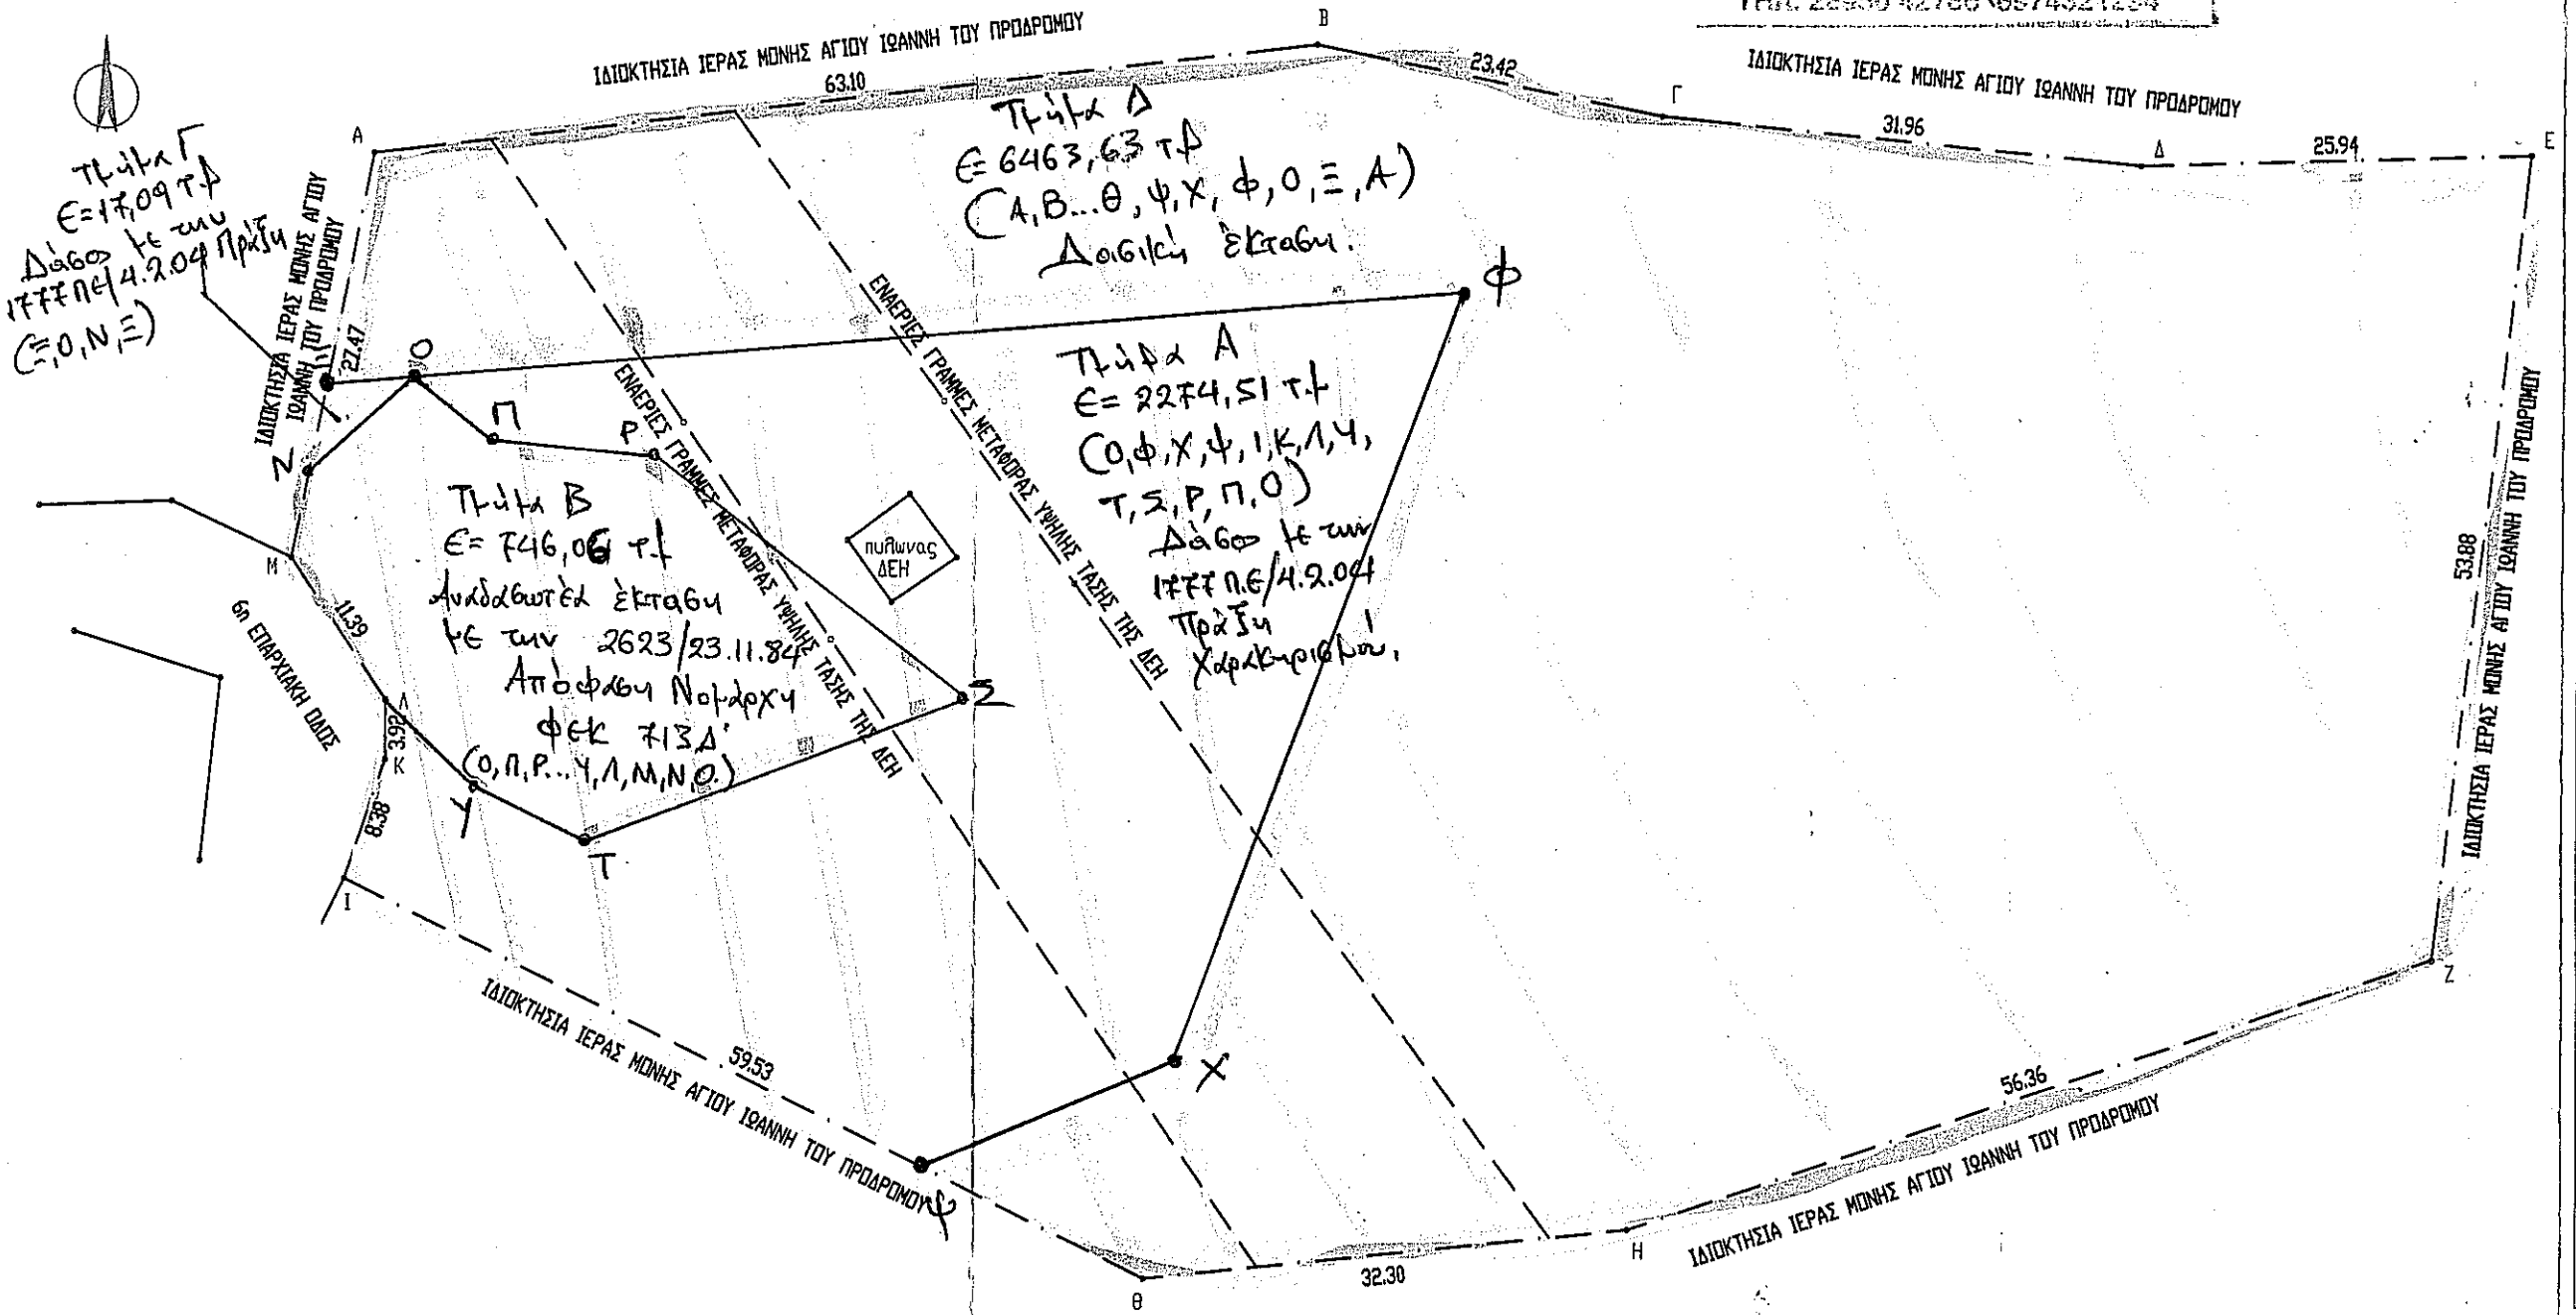 ΙΔΙΟΚΤΗΣΙΑ ΙΕΡΑΣ ΜΟΝΗΣ ΑΓΙΟΥ ΙΩΑΝΝΗ ΤΟΥ ΠΡΟΔΡΟΜΟΥ
63.10
B
23.42
ΙΔΙΟΚΤΗΣΙΑ ΙΕΡΑΣ ΜΟΝΗΣ ΑΓΙΟΥ ΙΩΑΝΝΗ ΤΟΥ ΠΡΟΔΡΟΜΟΥ
Γ
31.96
Δ
25.94
E
A
Τμήμα Γ
Ε=17,09 τμ
Δάσος με την
1777 ΠΕ/4.2.04 Πράξη
(Ξ,Ο,Ν,Ξ)
ΙΔΙΟΚΤΗΣΙΑ ΙΕΡΑΣ ΜΟΝΗΣ ΑΓΙΟΥ
ΙΩΑΝΝΗ ΤΟΥ ΠΡΟΔΡΟΜΟΥ
27.47
Ξ
Ο
Π
Ρ
Ν
Τμήμα Δ
Ε= 6463,63 τμ
(Α,Β...Θ,Ψ,Χ,Φ,Ο,Ξ,Α)
Δασική έκταση.
Φ
ΕΝΑΕΡΙΕΣ ΓΡΑΜΜΕΣ ΜΕΤΑΦΟΡΑΣ ΥΨΗΛΗΣ ΤΑΣΗΣ ΤΗΣ ΔΕΗ
ΕΝΑΕΡΙΕΣ ΓΡΑΜΜΕΣ ΜΕΤΑΦΟΡΑΣ ΥΨΗΛΗΣ ΤΑΣΗΣ ΤΗΣ ΔΕΗ
Τμήμα Α
Ε= 2274,51 τμ
(Ο,Φ,Χ,Ψ,Ι,Κ,Λ,Υ,
Τ,Σ,Ρ,Π,Ο)
Δάσος με την
1777 Π.Ε/4.2.04
Πράξη
Χαρακτηρισμού.
πυλωνας
ΔΕΗ
Τμήμα Β
Ε= 746,06 τμ
Αναδασωτέα έκταση
με την 2623/23.11.84
Απόφαση Νομάρχη
ΦΕΚ 713Δ'
(Ο,Π,Ρ...Υ,Λ,Μ,Ν,Ο.)
Σ
M
11.39
6η ΕΠΑΡΧΙΑΚΗ ΟΔΟΣ
Λ
3.92
K
8.38
Υ
Τ
I
ΙΔΙΟΚΤΗΣΙΑ ΙΕΡΑΣ ΜΟΝΗΣ ΑΓΙΟΥ ΙΩΑΝΝΗ ΤΟΥ ΠΡΟΔΡΟΜΟΥ
59.53
Ψ
Χ
53.88
ΙΔΙΟΚΤΗΣΙΑ ΙΕΡΑΣ ΜΟΝΗΣ ΑΓΙΟΥ ΙΩΑΝΝΗ ΤΟΥ ΠΡΟΔΡΟΜΟΥ
Z
56.36
ΙΔΙΟΚΤΗΣΙΑ ΙΕΡΑΣ ΜΟΝΗΣ ΑΓΙΟΥ ΙΩΑΝΝΗ ΤΟΥ ΠΡΟΔΡΟΜΟΥ
H
32.30
Θ